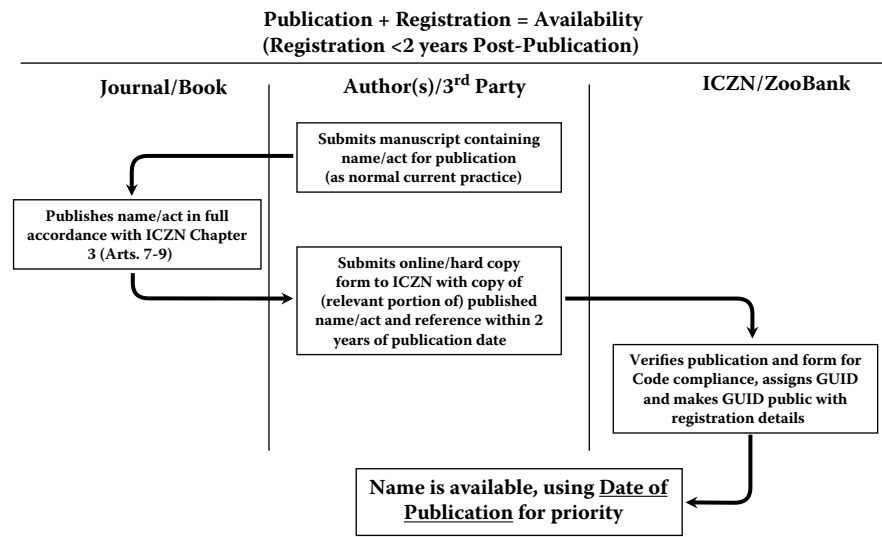 Publication + Registration = Availability
(Registration <2 years Post-Publication)
Journal/Book
Author(s)/3rd Party
ICZN/ZooBank
Submits manuscript containing
name/act for publication
(as normal current practice)
Publishes name/act in full
accordance with ICZN Chapter
3 (Arts. 7-9)
Submits online/hard copy
form to ICZN with copy of
(relevant portion of) published
name/act and reference within 2
years of publication date
Verifies publication and form for
Code compliance, assigns GUID
and makes GUID public with
registration details
Name is available, using Date of
Publication for priority